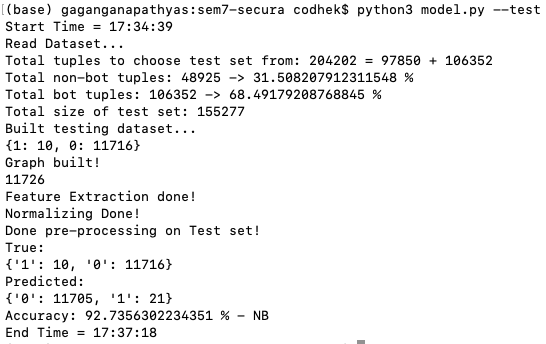 (base) gaganganapathyas:sem7-secura codhek$ python3 model.py --test
Start Time = 17:34:39
Read Dataset...
Total tuples to choose test set from: 204202 = 97850 + 106352
Total non-bot tuples: 48925 -> 31.508207912311548 %
Total bot tuples: 106352 -> 68.49179208768845 %
Total size of test set: 155277
Built testing dataset...
{1: 10, 0: 11716}
Graph built!
11726
Feature Extraction done!
Normalizing Done!
Done pre-processing on Test set!
True:
{'1': 10, '0': 11716}
Predicted:
{'0': 11705, '1': 21}
Accuracy: 92.7356302234351 % - NB
End Time = 17:37:18